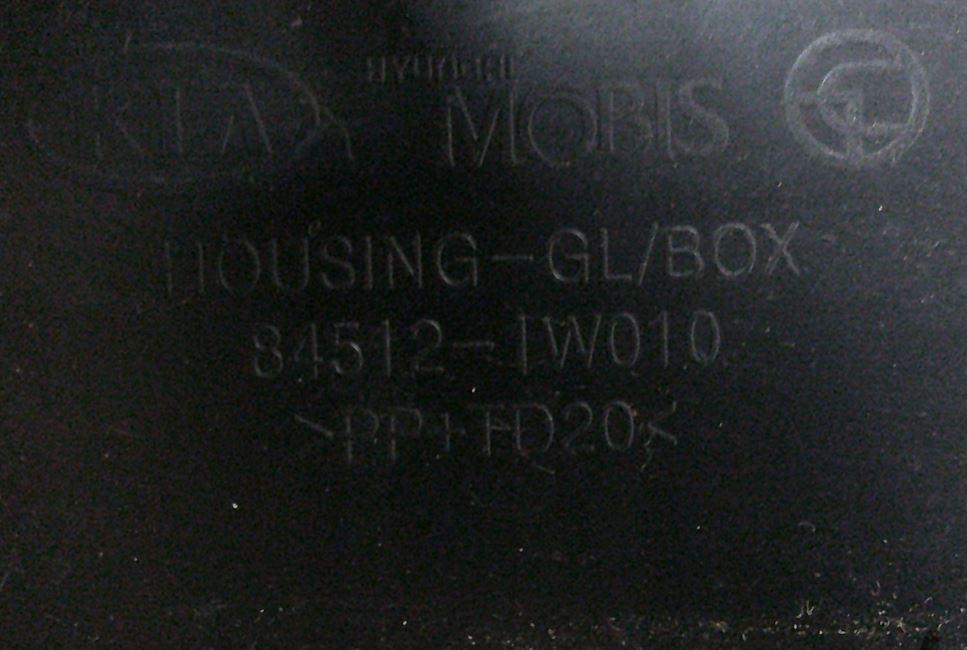 KIA HYUNDAI MOBIS
HOUSING-GL/BOX
84512-1W010
>PP+TD20<